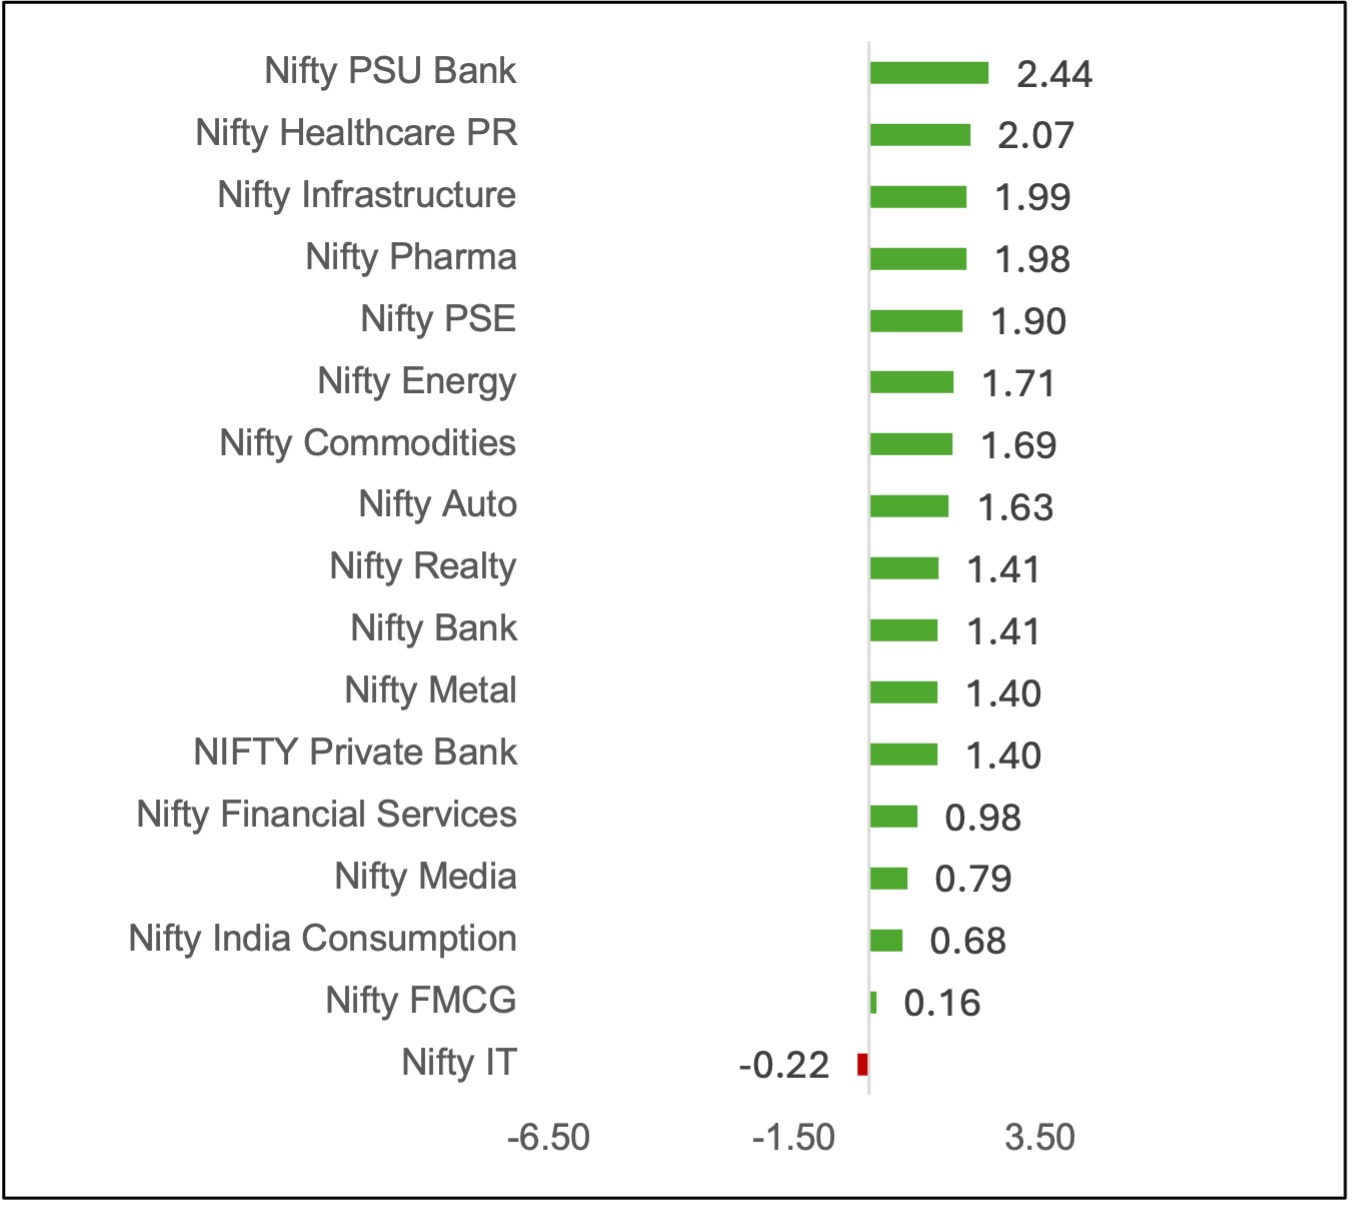 Nifty PSU Bank 2.44
Nifty Healthcare PR 2.07
Nifty Infrastructure 1.99
Nifty Pharma 1.98
Nifty PSE 1.90
Nifty Energy 1.71
Nifty Commodities 1.69
Nifty Auto 1.63
Nifty Realty 1.41
Nifty Bank 1.41
Nifty Metal 1.40
NIFTY Private Bank 1.40
Nifty Financial Services 0.98
Nifty Media 0.79
Nifty India Consumption 0.68
Nifty FMCG 0.16
Nifty IT -0.22
-6.50 -1.50 3.50